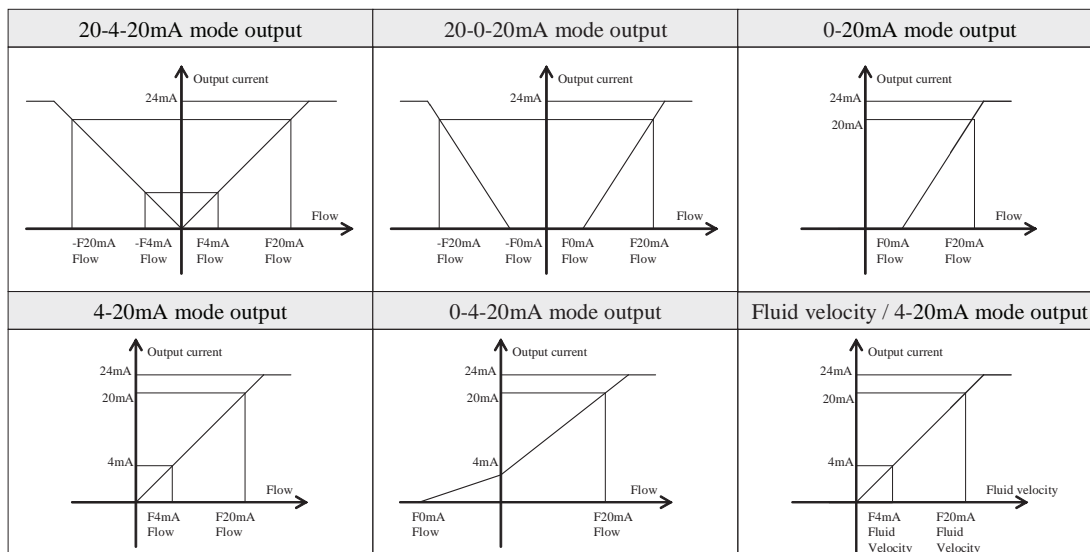 20-4-20mA mode output
20-0-20mA mode output
0-20mA mode output
Output current
24mA
Flow
-F20mA Flow
-F4mA Flow
F4mA Flow
F20mA Flow
Output current
24mA
Flow
-F20mA Flow
-F0mA Flow
F0mA Flow
F20mA Flow
Output current
24mA
20mA
Flow
F0mA Flow
F20mA Flow
4-20mA mode output
0-4-20mA mode output
Fluid velocity / 4-20mA mode output
Output current
24mA
20mA
4mA
Flow
F4mA Flow
F20mA Flow
Output current
24mA
20mA
4mA
Flow
F0mA Flow
F20mA Flow
Output current
24mA
20mA
4mA
Fluid velocity
F4mA Fluid Velocity
F20mA Fluid Velocity